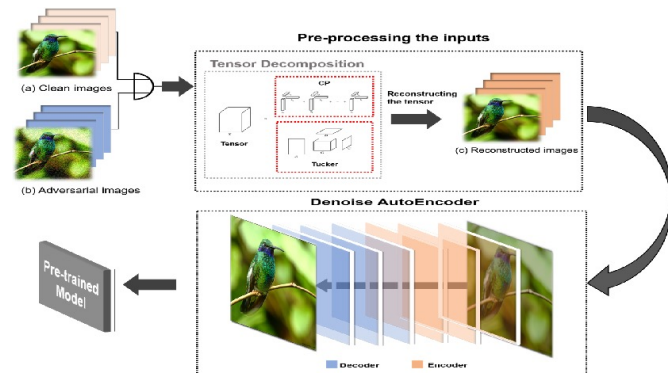 Pre-processing the inputs
(a) Clean images
(b) Adversarial Images
Tensor Decomposition
Tensor
CP
Tucker
Reconstructing
the tensor
(c) Reconstructed images
Denoise AutoEncoder
Pre-trained
Model
Decoder
Encoder